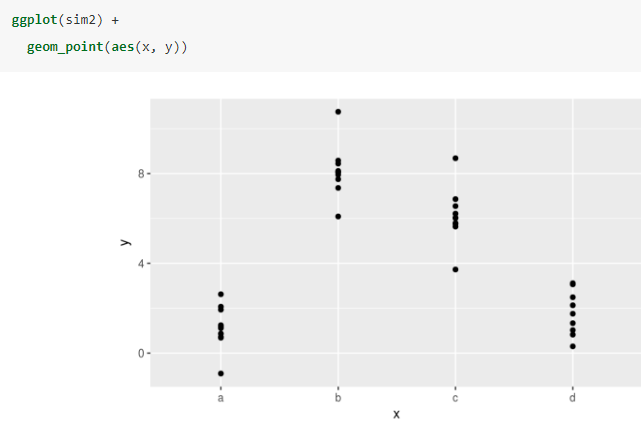 ggplot(sim2) +
geom_point(aes(x, y))
8
y
4
0
a b c d
x